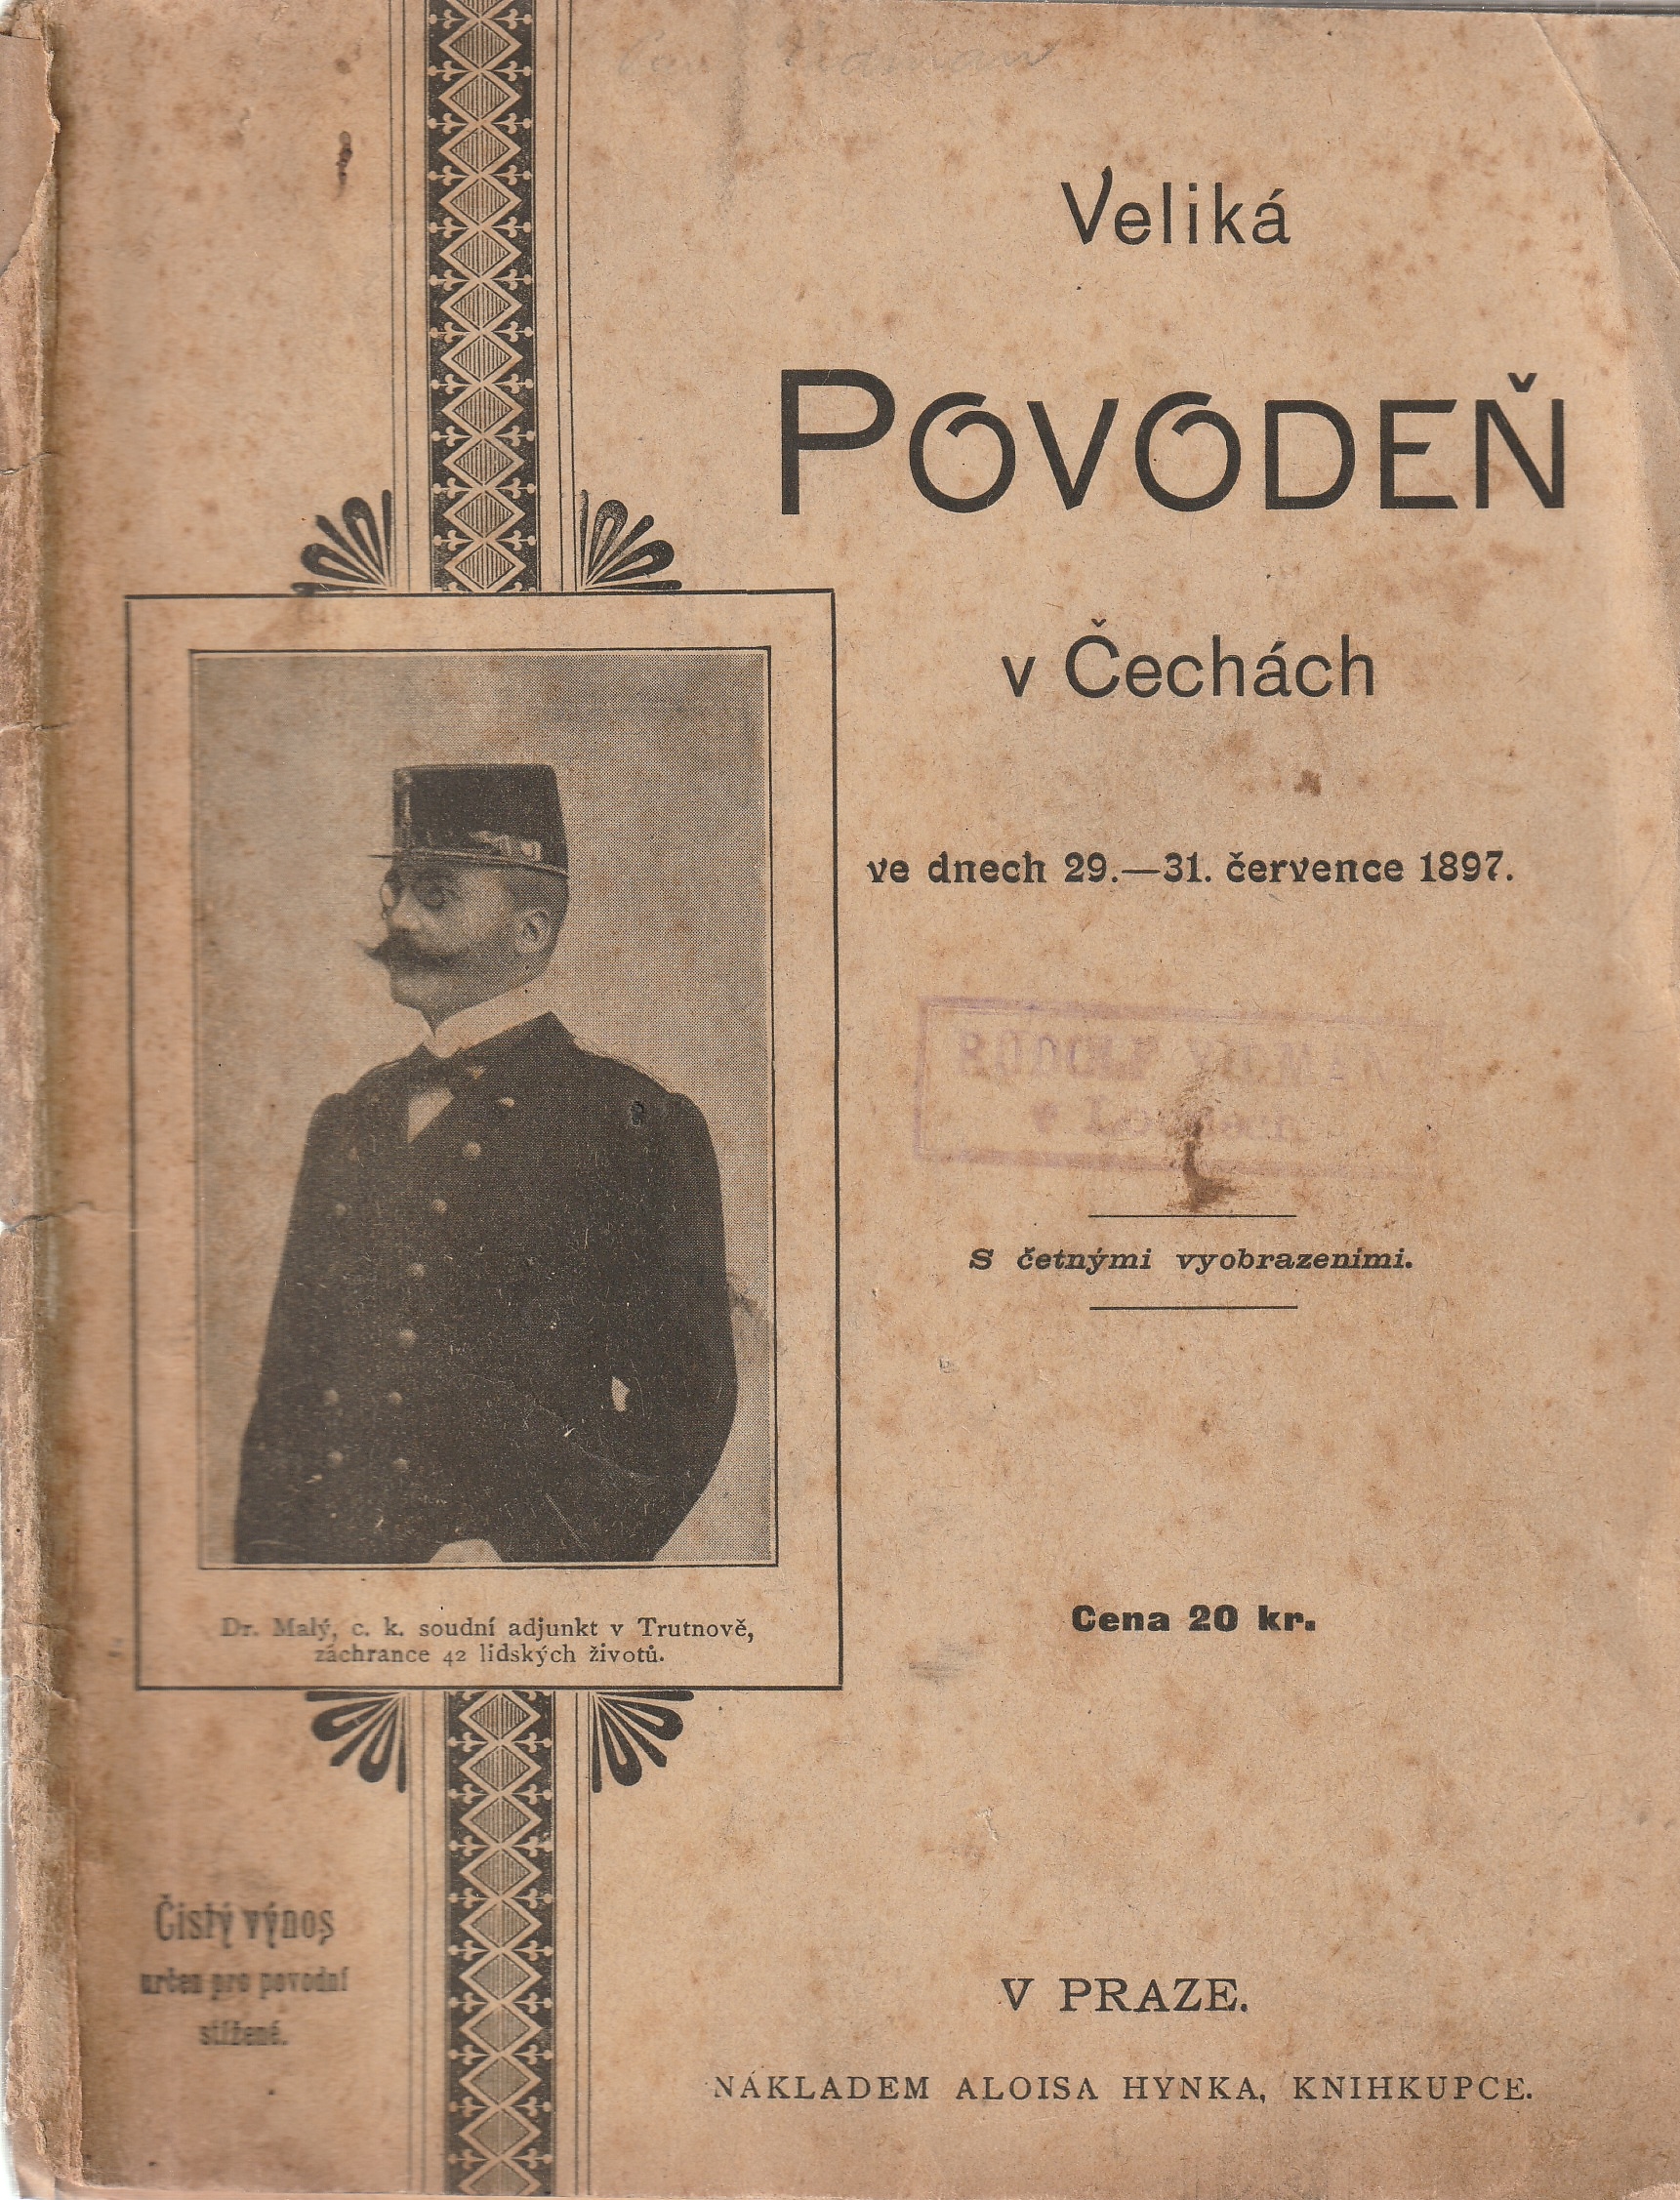 Veliká
POVODEŇ
v Čechách
ve dnech 29.—31. července 1897.
S četnými vyobrazeními.
Cena 20 kr.
Dr. Malý, c. k. soudní adjunkt v Trutnově,
záchrance 42 lidských životů.
Čistý výnos
určen pro povodní
stížené.
V PRAZE.
NÁKLADEM ALOISA HYNKA, KNIHKUPCE.